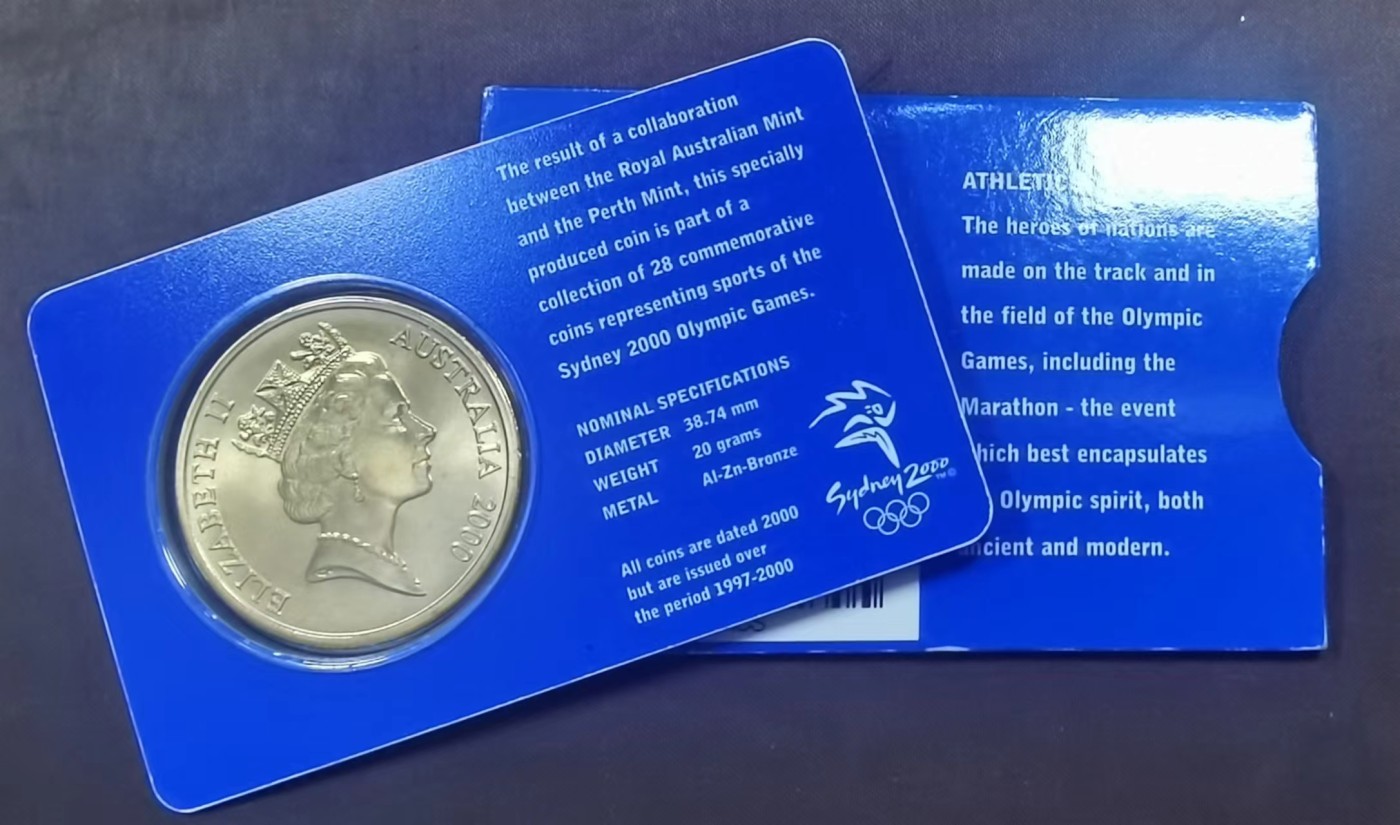 The result of a collaboration
between the Royal Australian Mint
and the Perth Mint, this specially
produced coin is part of a
collection of 28 commemorative
coins representing sports of the
Sydney 2000 Olympic Games.
NOMINAL SPECIFICATIONS
DIAMETER 38.74 mm
WEIGHT 20 grams
METAL Al-Zn-Bronze
All coins are dated 2000
but are issued over
the period 1997-2000
Sydney 2000 TM ©
ELIZABETH II AUSTRALIA 2000
ATHLETIC
The heroes of nations are
made on the track and in
the field of the Olympic
Games, including the
Marathon - the event
which best encapsulates
Olympic spirit, both
ancient and modern.